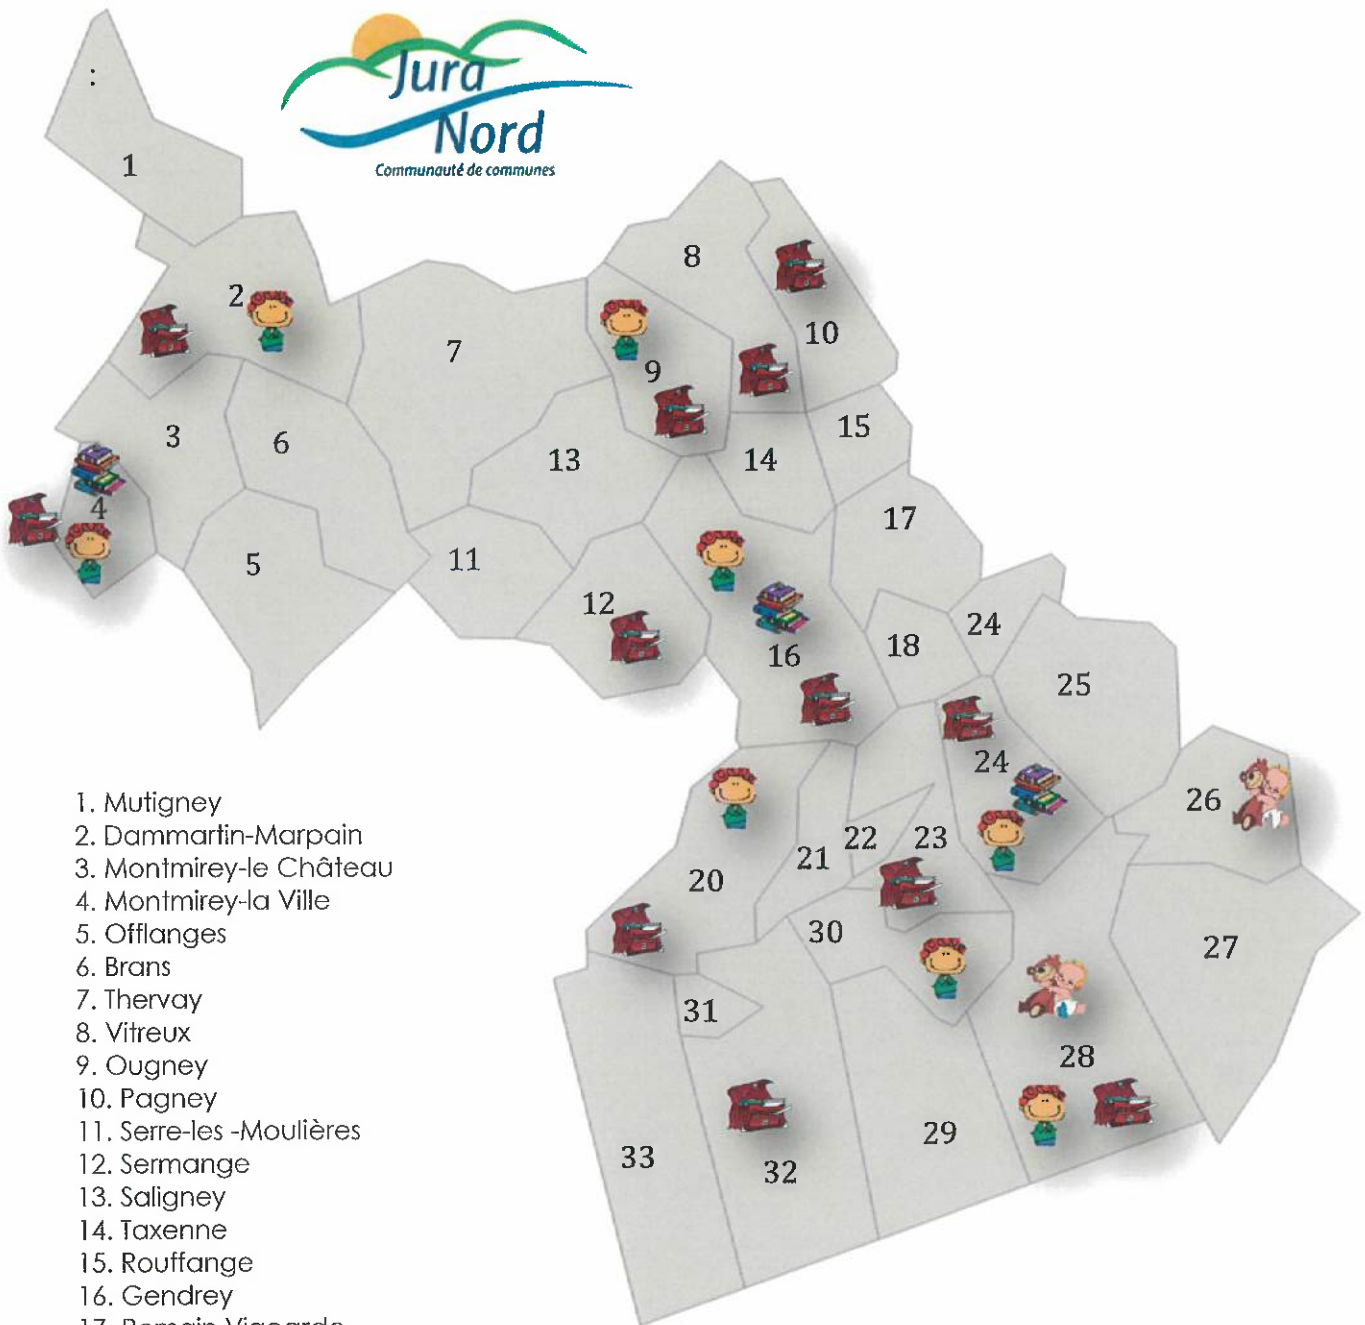 Jura
Nord
Communauté de communes
:
1
8
2
10
7
9
3
6
15
13
14
4
17
5
11
12
24
18
16
25
24
26
22
23
21
20
30
27
31
28
29
33
32
1. Mutigney
2. Dammartin-Marpain
3. Montmirey-le Château
4. Montmirey-la Ville
5. Offlanges
6. Brans
7. Thervay
8. Vitreux
9. Ougney
10. Pagney
11. Serre-les -Moulières
12. Sermange
13. Saligney
14. Taxenne
15. Rouffange
16. Gendrey